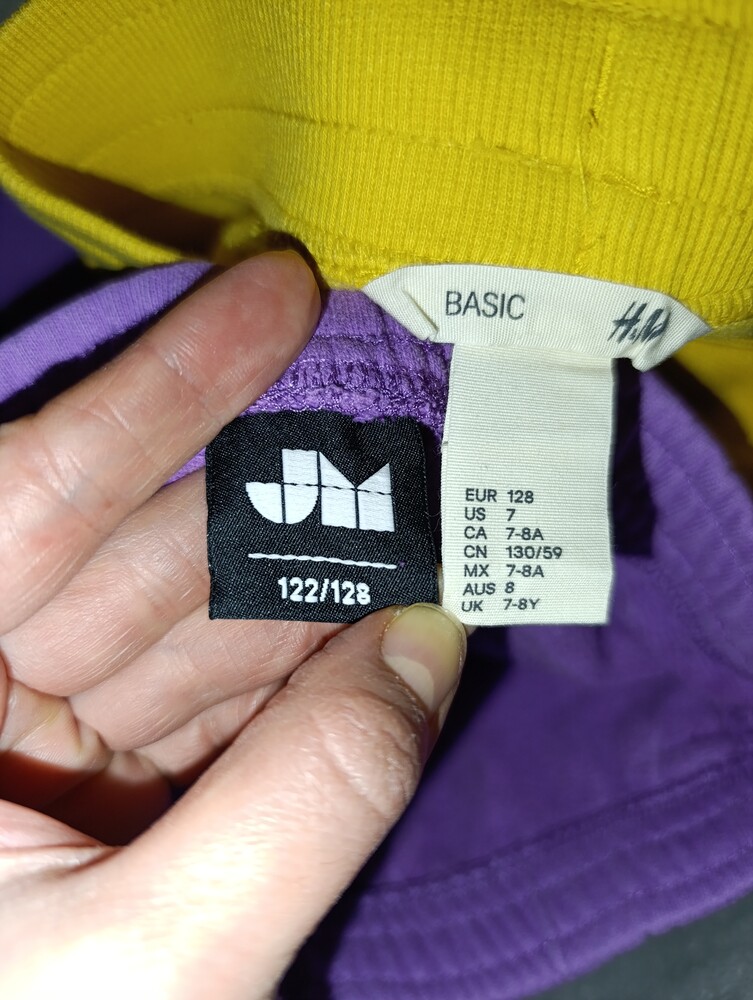 BASIC
H&M
JM
122/128
EUR 128
US 7
CA 7-8A
CN 130/59
MX 7-8A
AUS 8
UK 7-8Y